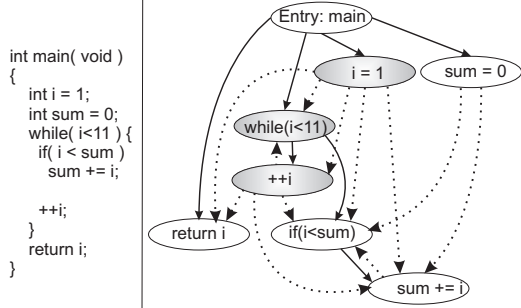 int main( void )
{
int i = 1;
int sum = 0;
while( i<11 ) {
if( i < sum )
sum += i;
++i;
}
return i;
}
Entry: main
i = 1
sum = 0
while(i<11)
++i
return i
if(i<sum)
sum += i